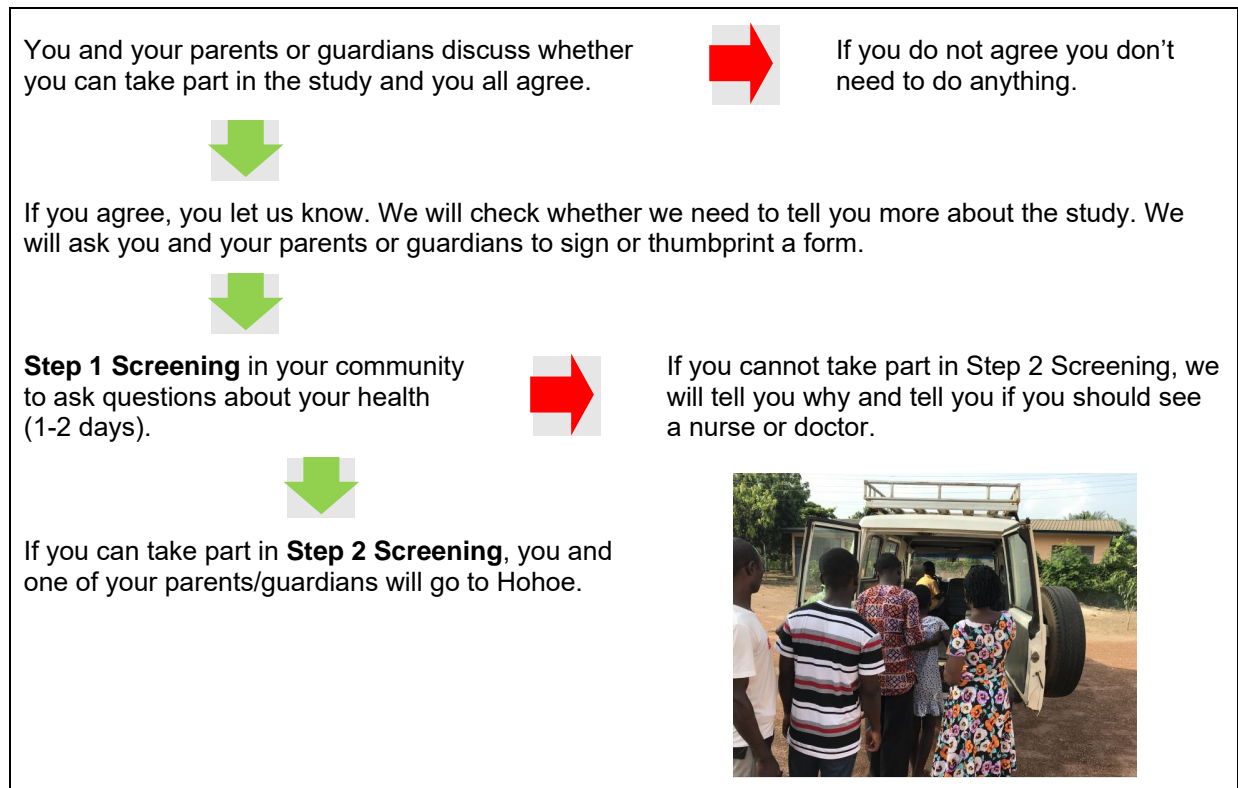 You and your parents or guardians discuss whether
you can take part in the study and you all agree.
If you do not agree you don’t
need to do anything.
If you agree, you let us know. We will check whether we need to tell you more about the study. We
will ask you and your parents or guardians to sign or thumbprint a form.
Step 1 Screening in your community
to ask questions about your health
(1-2 days).
If you cannot take part in Step 2 Screening, we
will tell you why and tell you if you should see
a nurse or doctor.
If you can take part in Step 2 Screening, you and
one of your parents/guardians will go to Hohoe.